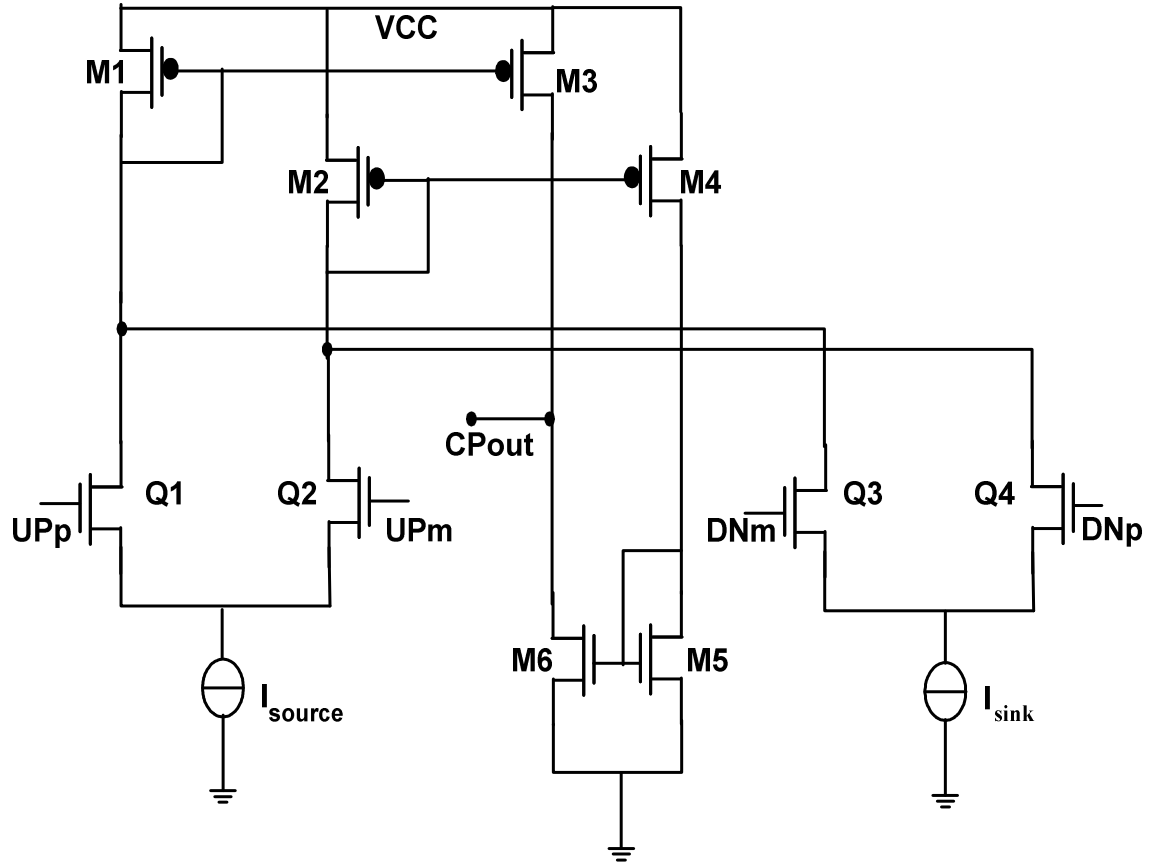 VCC
M1
M3
M2
M4
CPout
Q1
Q2
Q3
Q4
UPp
UPm
DNm
DNp
M6
M5
Isource
Isink